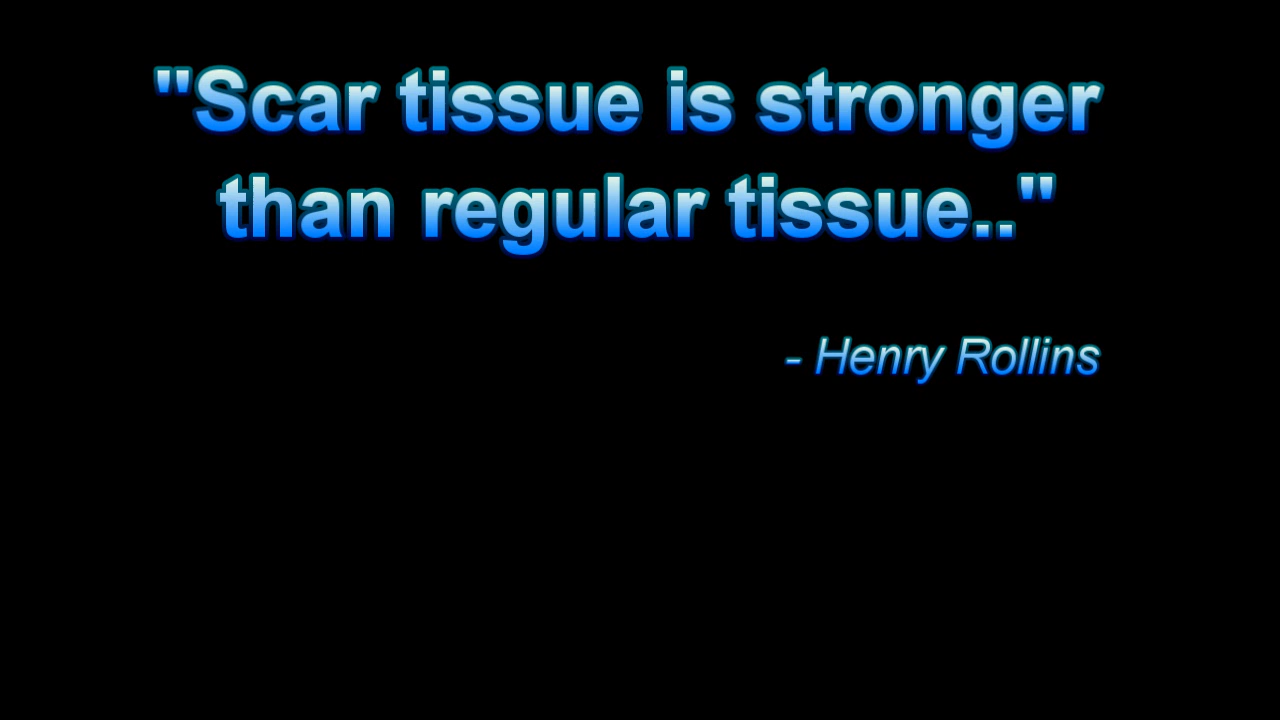 "Scar tissue is stronger
than regular tissue.."
- Henry Rollins